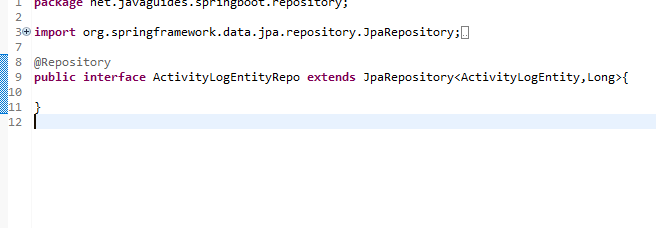 1 package net.javaguides.springboot.repository;
2
3 import org.springframework.data.jpa.repository.JpaRepository;
7
8 @Repository
9 public interface ActivityLogEntityRepo extends JpaRepository<ActivityLogEntity,Long>{
10
11 }
12